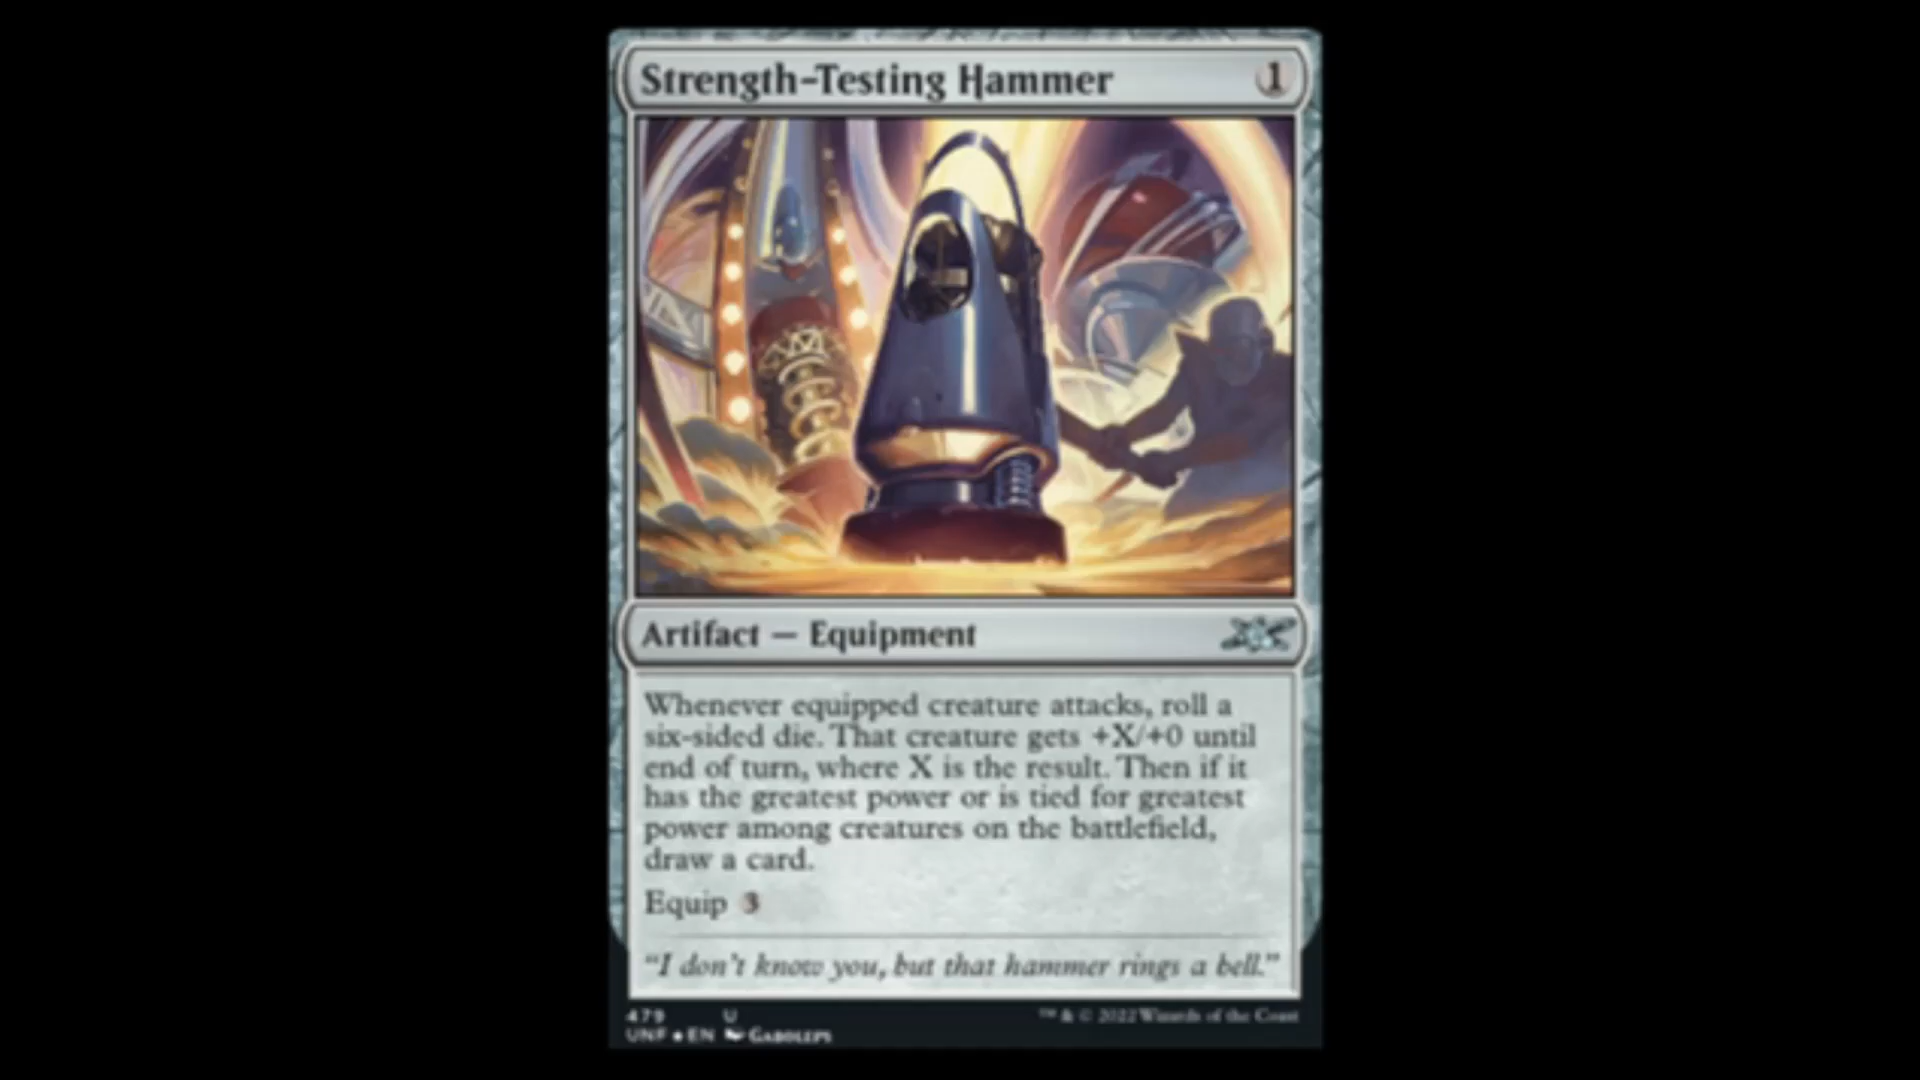 Strength-Testing Hammer 1
Artifact — Equipment
Whenever equipped creature attacks, roll a
six-sided die. That creature gets +X/+0 until
end of turn, where X is the result. Then if it
has the greatest power or is tied for greatest
power among creatures on the battlefield,
draw a card.
Equip 3
“I don't know you, but that hammer rings a bell.”
479 U
™ & © 2022 Wizards of the Coast
UNF★EN Gaboleps